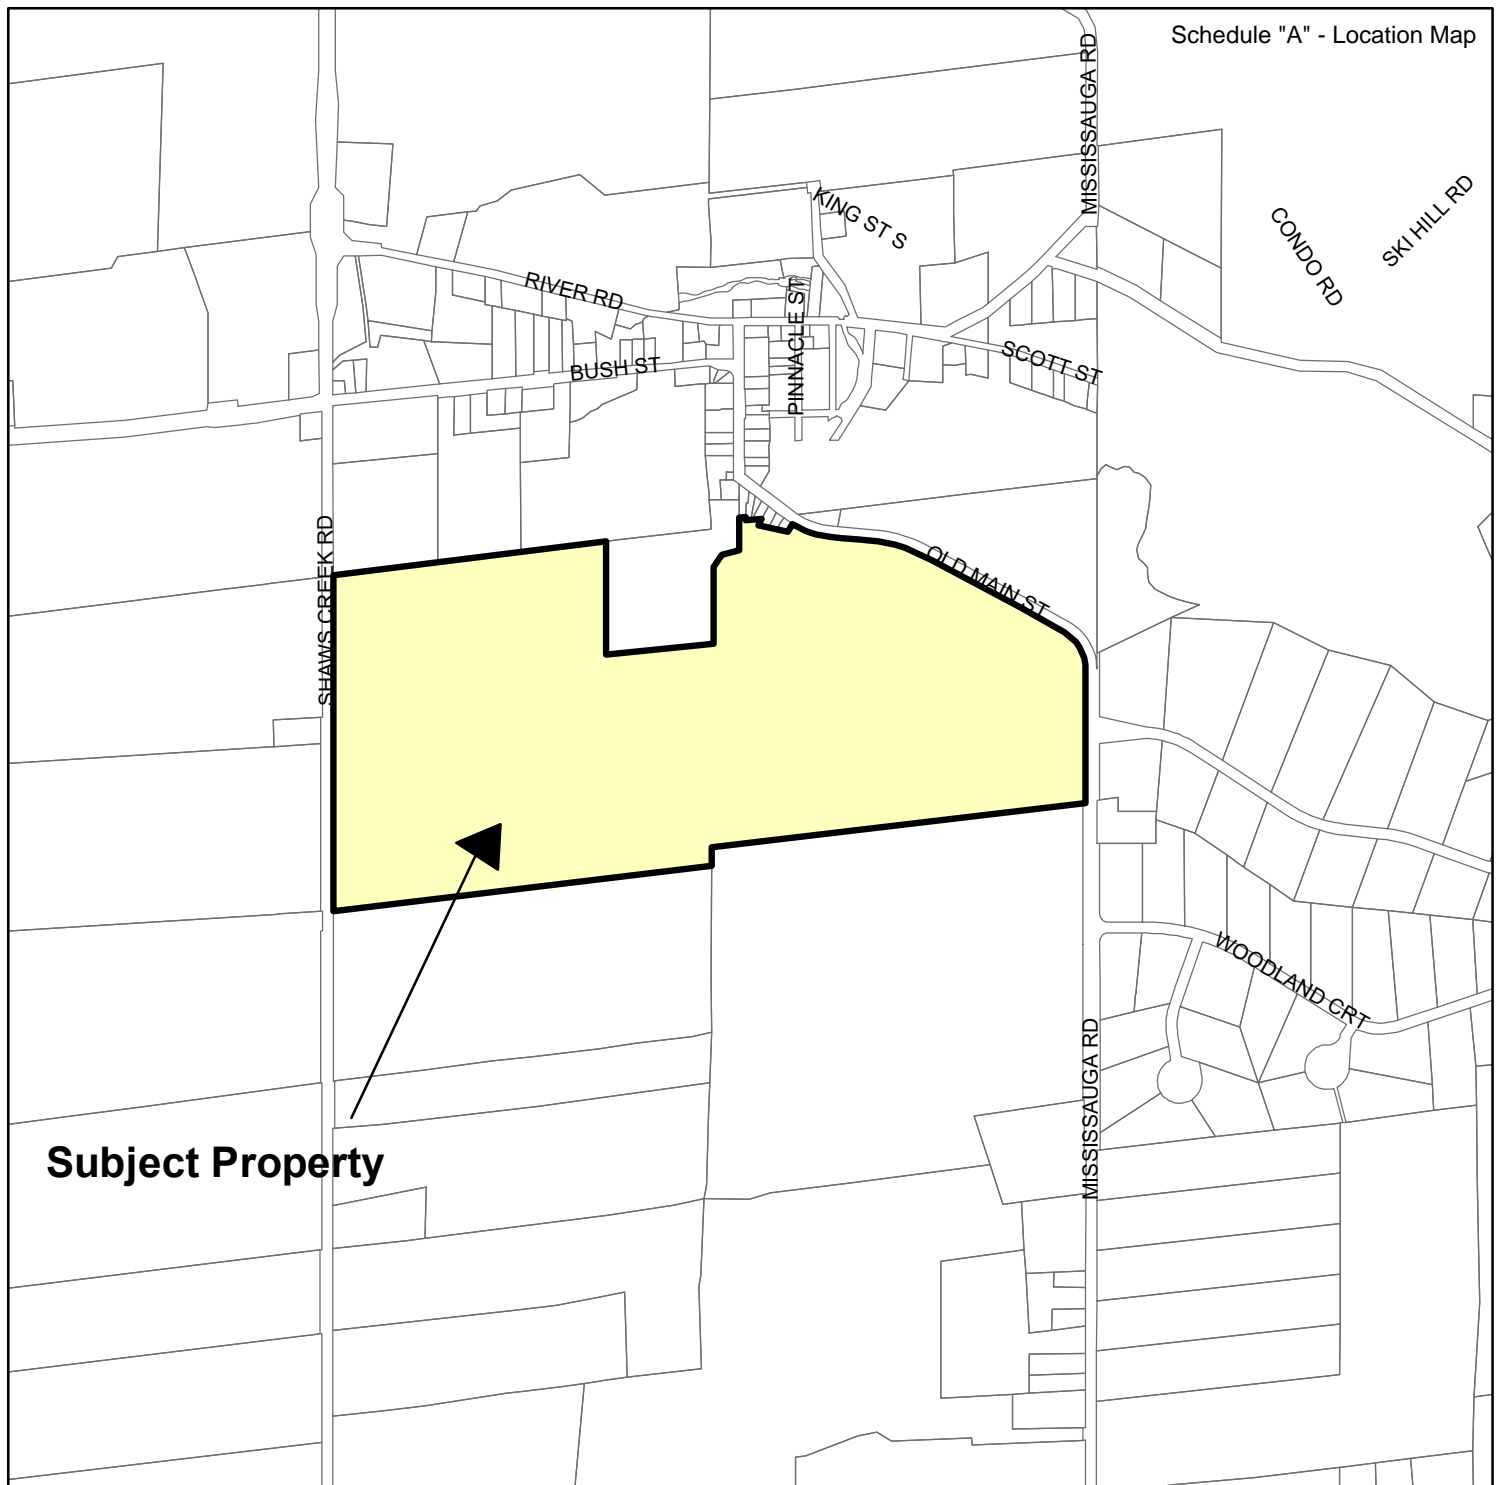 Schedule "A" - Location Map
MISSISSAUGA RD
KING ST S
CONDO RD
SKI HILL RD
RIVER RD
PINNACLE ST
BUSH ST
SCOTT ST
SHAWS CREEK RD
OLD MAIN ST
WOODLAND CRT
MISSISSAUGA RD
Subject Property